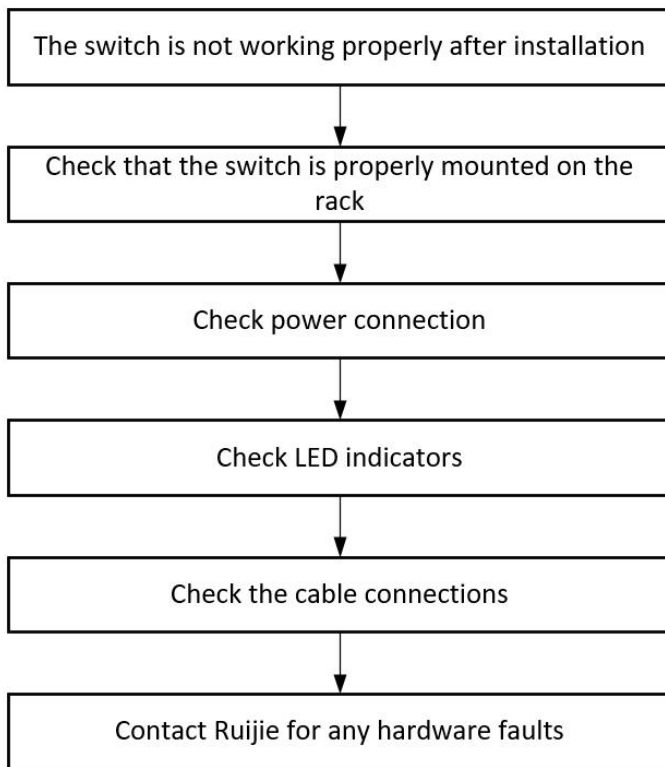 The switch is not working properly after installation
Check that the switch is properly mounted on the
rack
Check power connection
Check LED indicators
Check the cable connections
Contact Ruijie for any hardware faults